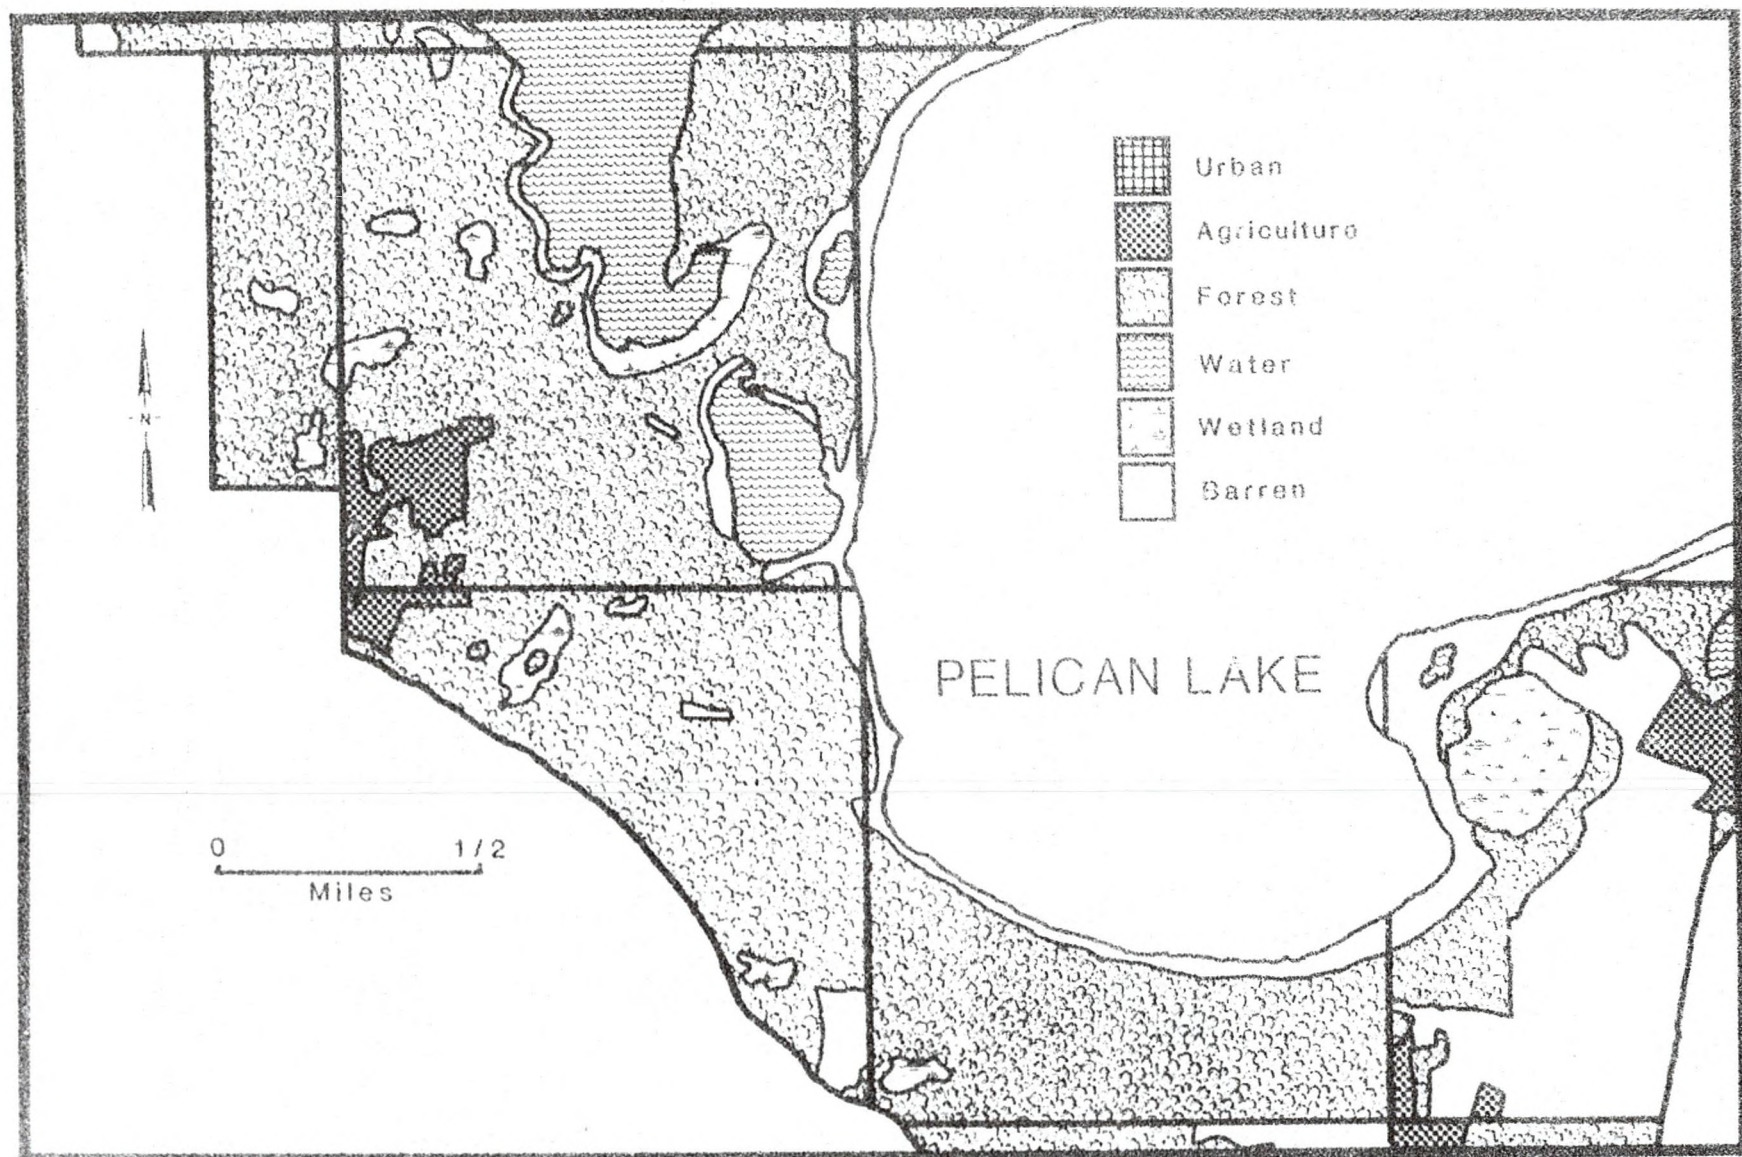 Urban
Agriculture
Forest
Water
Wetland
Barren
N
PELICAN LAKE
0 1/2
Miles